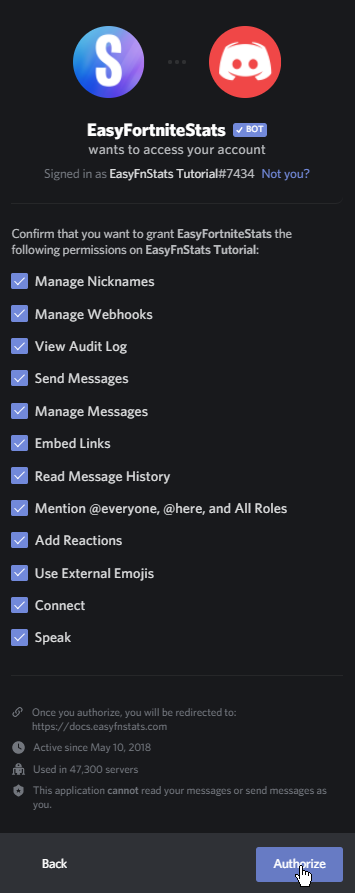 S
EasyFortniteStats ✓ BOT
wants to access your account
Signed in as EasyFnStats Tutorial#7434 Not you?
Confirm that you want to grant EasyFortniteStats the
following permissions on EasyFnStats Tutorial:
Manage Nicknames
Manage Webhooks
View Audit Log
Send Messages
Manage Messages
Embed Links
Read Message History
Mention @everyone, @here, and All Roles
Add Reactions
Use External Emojis
Connect
Speak
Once you authorize, you will be redirected to:
https://docs.easyfnstats.com
Active since May 10, 2018
Used in 47,300 servers
This application cannot read your messages or send messages as
you.
Back
Authorize